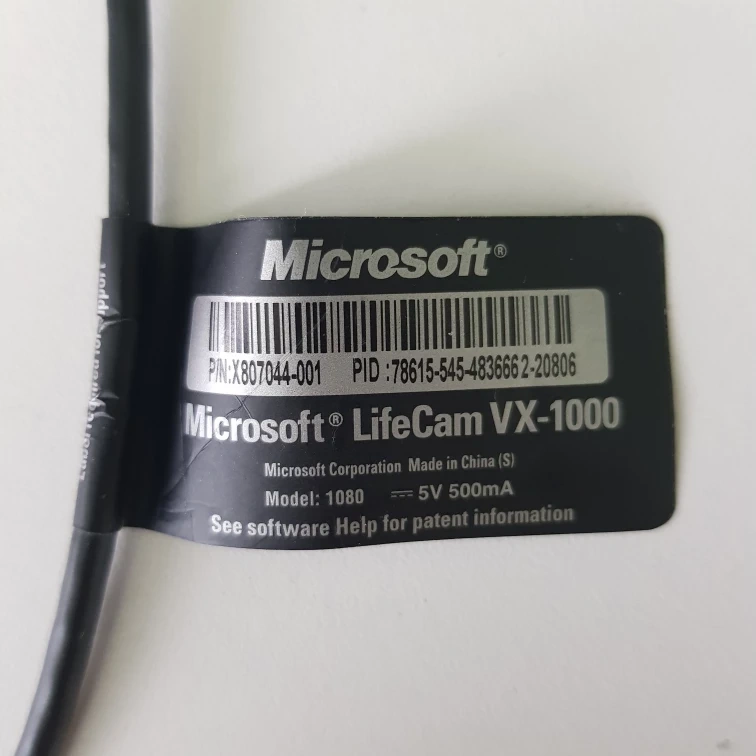 Microsoft®
P/N:X807044-001 PID :78615-545-4836662-20806
Microsoft® LifeCam VX-1000
Microsoft Corporation Made in China (S)
Model: 1080 ⎓ 5V 500mA
See software Help for patent information
Support